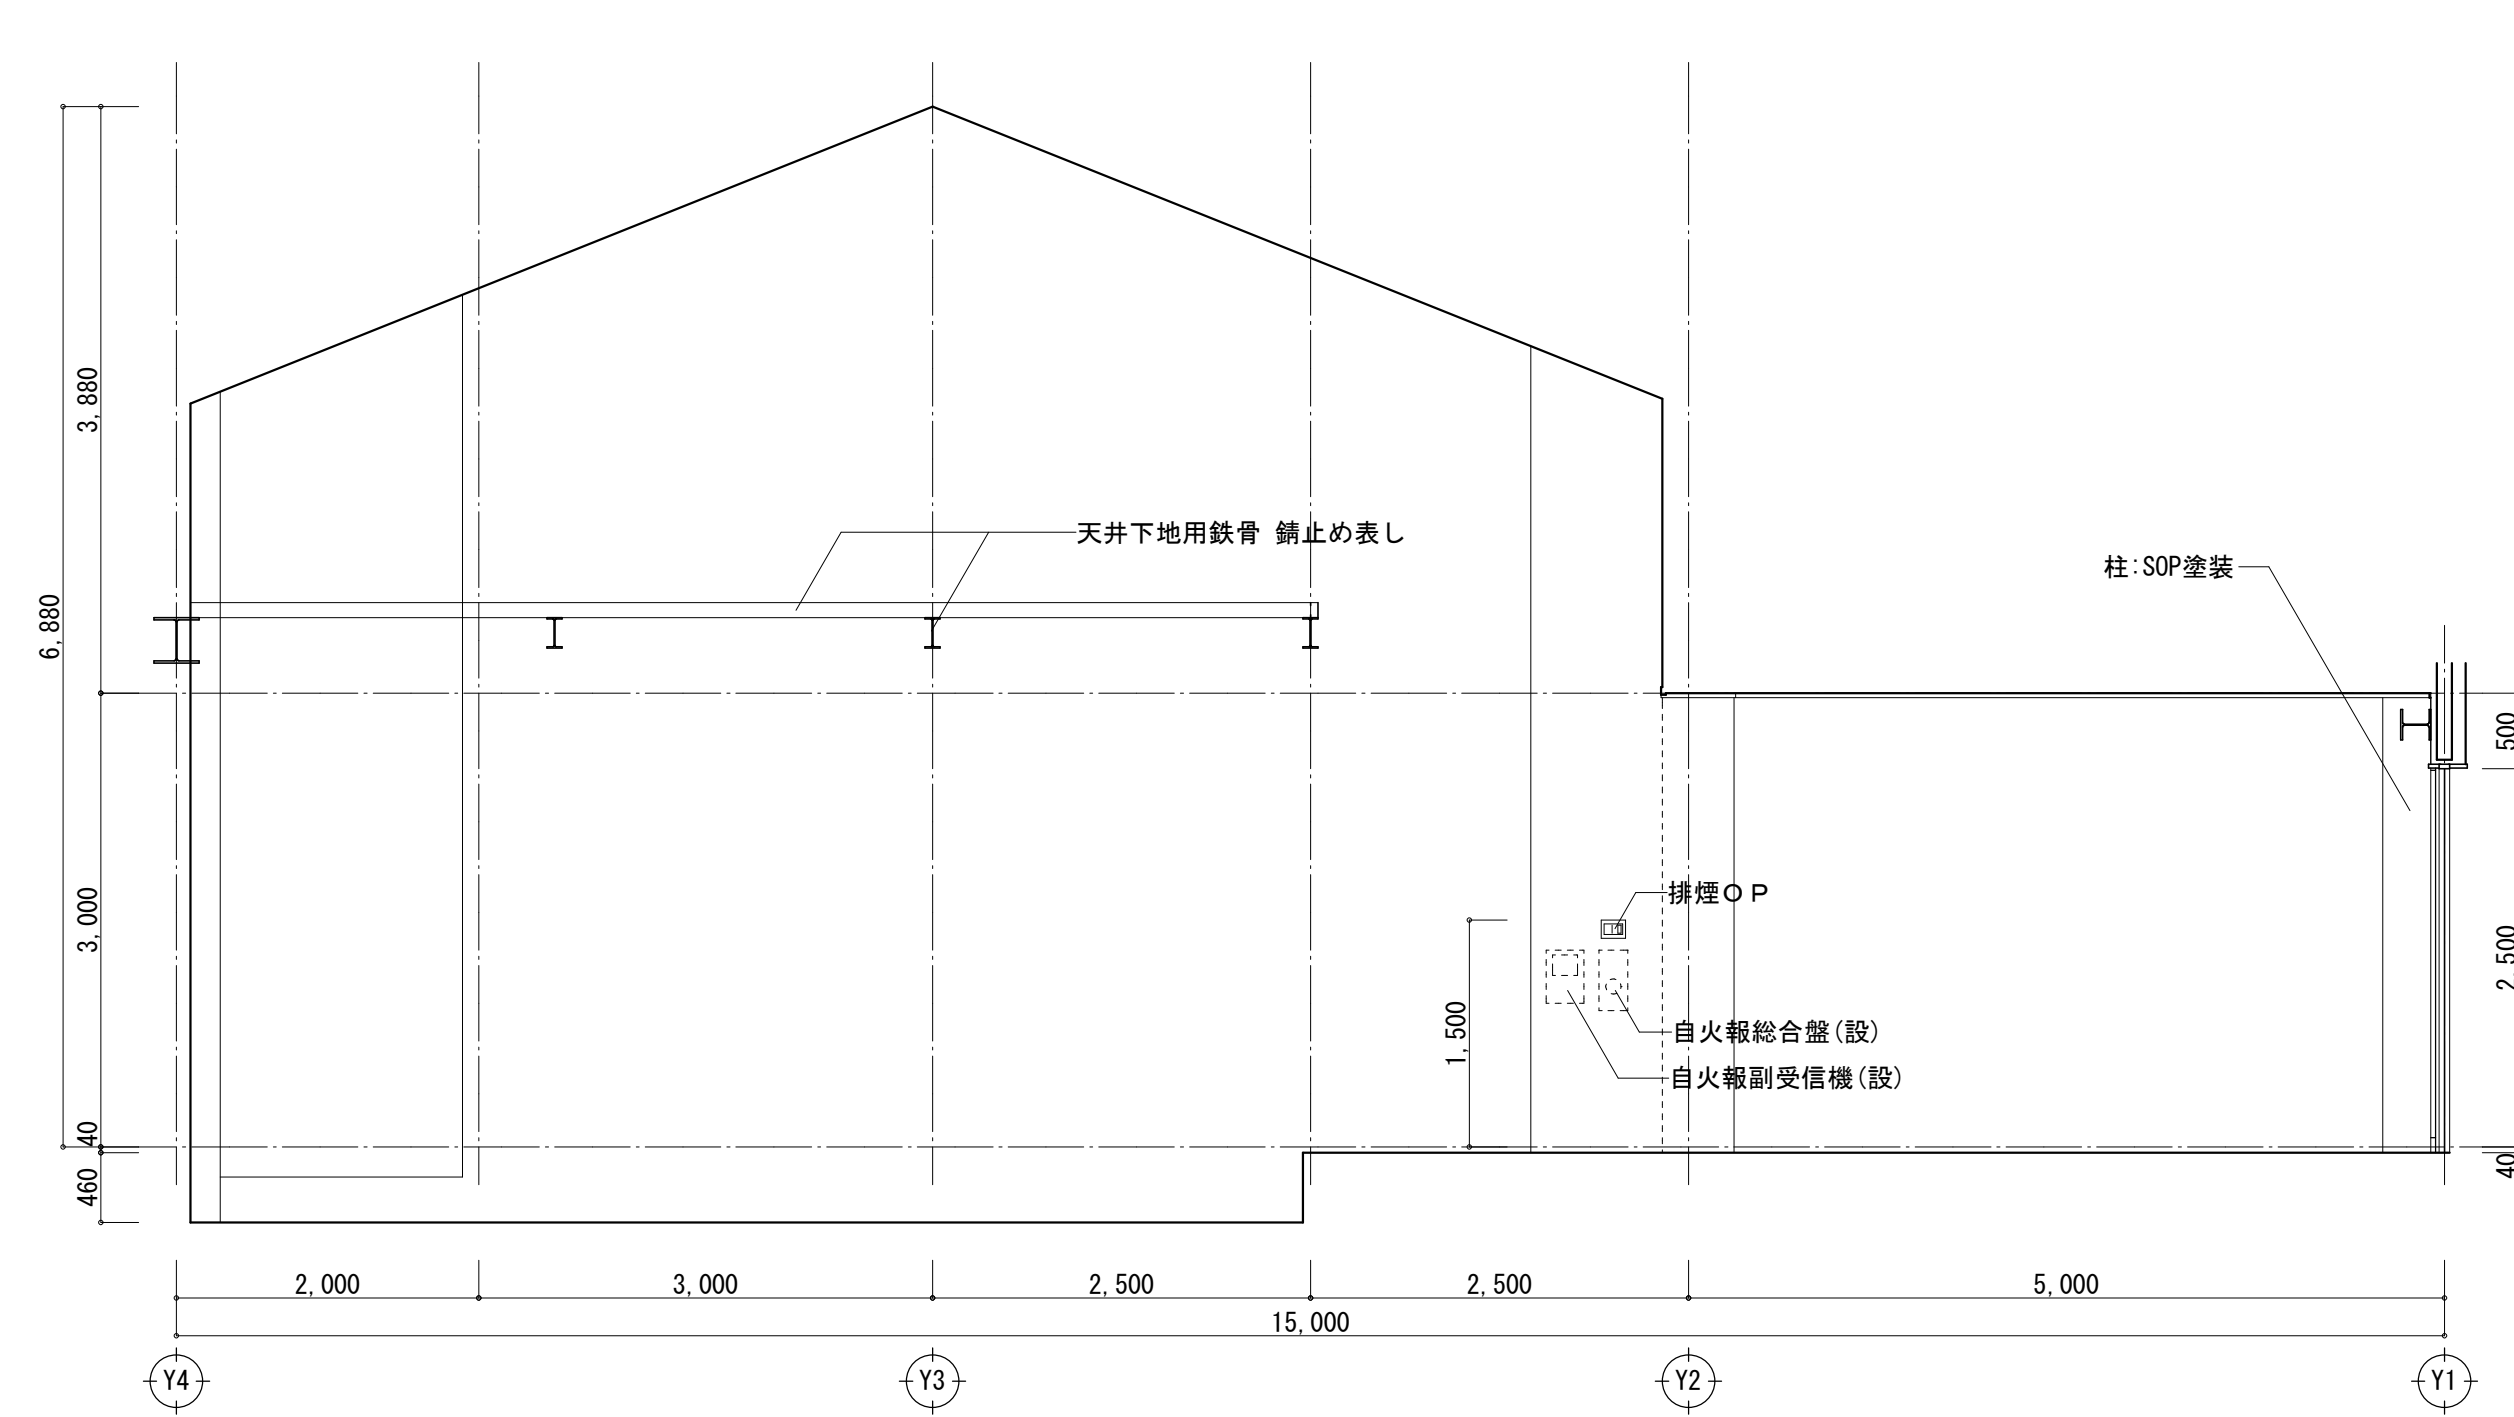 3,880
天井下地用鉄骨 錆止め表し
柱:SOP塗装
6,880
500
排煙ＯＰ
3,000
2,500
1,500
自火報総合盤(設)
自火報副受信機(設)
40
460
40
2,000
3,000
2,500
2,500
5,000
15,000
Y4
Y3
Y2
Y1